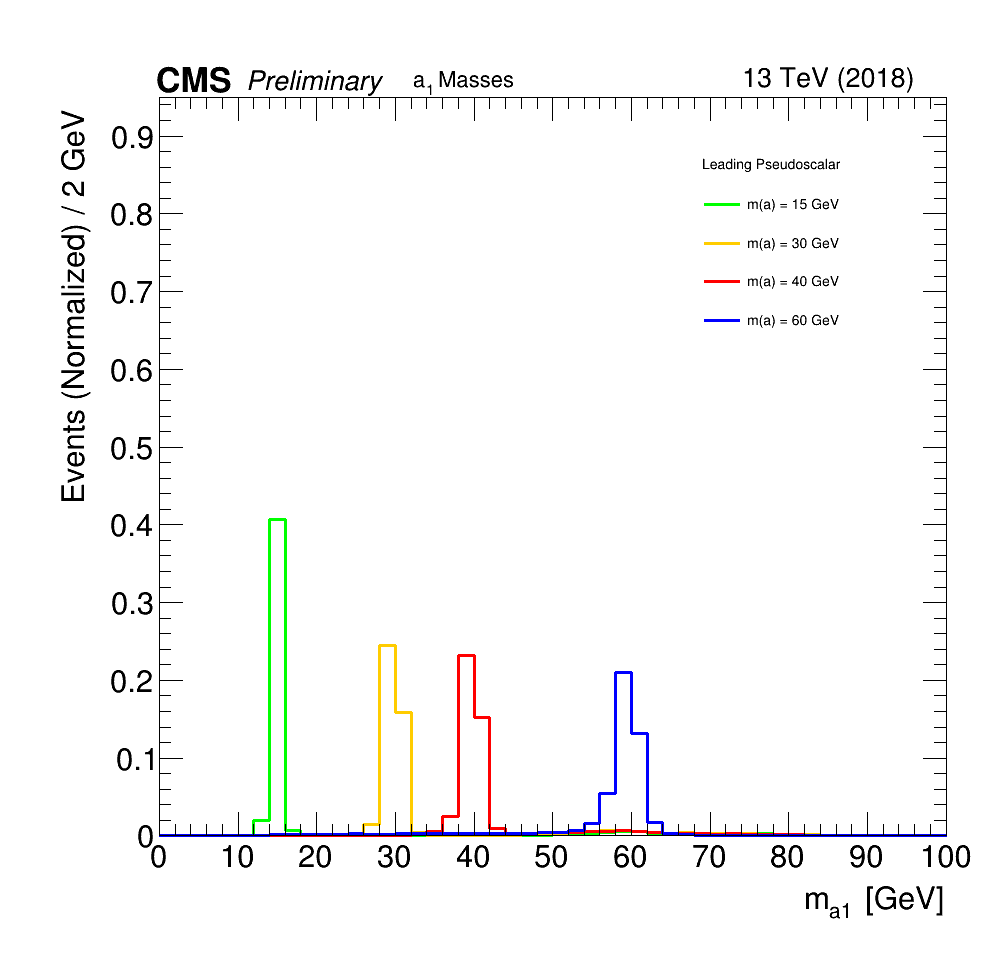 CMS Preliminary a1 Masses 13 TeV (2018)
Events (Normalized) / 2 GeV
0.9
0.8
0.7
0.6
0.5
0.4
0.3
0.2
0.1
0
Leading Pseudoscalar
m(a) = 15 GeV
m(a) = 30 GeV
m(a) = 40 GeV
m(a) = 60 GeV
0 10 20 30 40 50 60 70 80 90 100
ma1 [GeV]